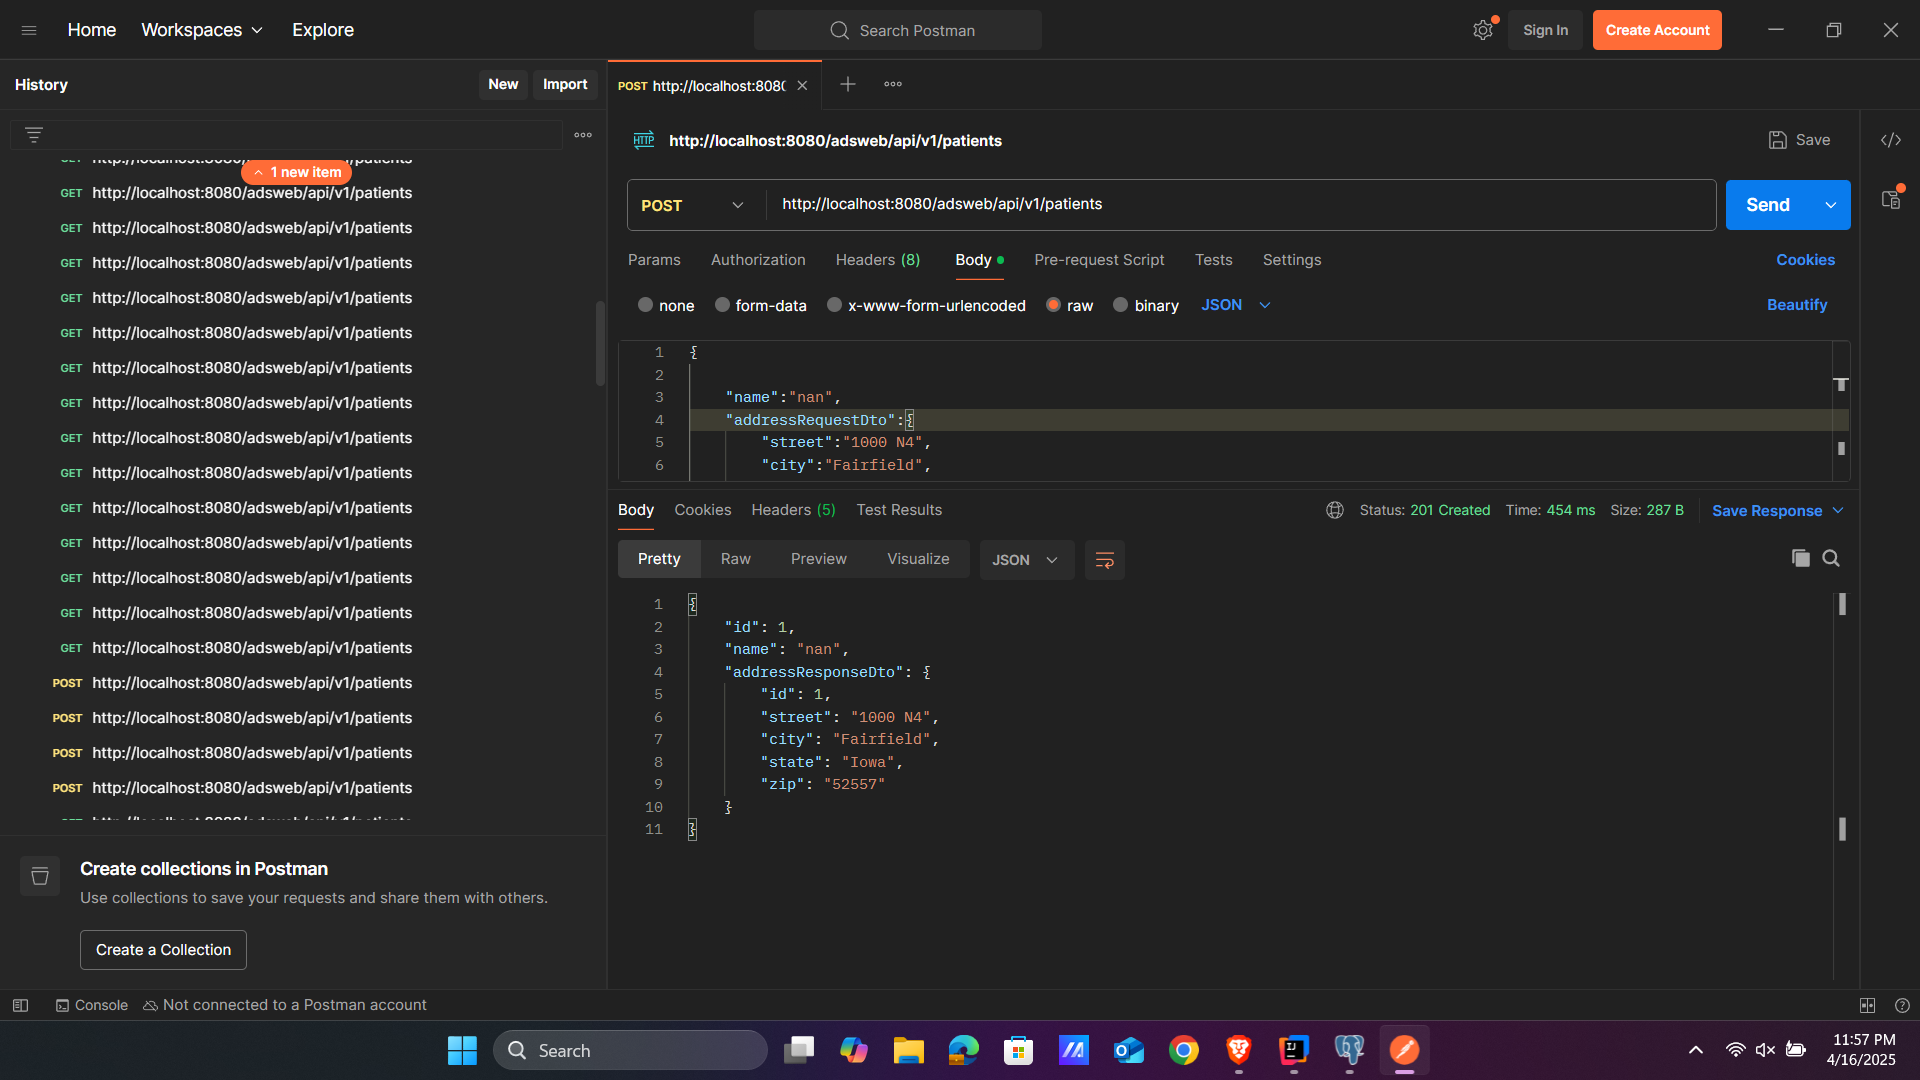 Home
Workspaces
Explore
Search Postman
Sign In
Create Account
History
New
Import
POST http://localhost:808
HTTP http://localhost:8080/adsweb/api/v1/patients
Save
1 new item
GET http://localhost:8080/adsweb/api/v1/patients
GET http://localhost:8080/adsweb/api/v1/patients
GET http://localhost:8080/adsweb/api/v1/patients
GET http://localhost:8080/adsweb/api/v1/patients
GET http://localhost:8080/adsweb/api/v1/patients
GET http://localhost:8080/adsweb/api/v1/patients
GET http://localhost:8080/adsweb/api/v1/patients
GET http://localhost:8080/adsweb/api/v1/patients
GET http://localhost:8080/adsweb/api/v1/patients
GET http://localhost:8080/adsweb/api/v1/patients
GET http://localhost:8080/adsweb/api/v1/patients
GET http://localhost:8080/adsweb/api/v1/patients
GET http://localhost:8080/adsweb/api/v1/patients
GET http://localhost:8080/adsweb/api/v1/patients
POST http://localhost:8080/adsweb/api/v1/patients
POST http://localhost:8080/adsweb/api/v1/patients
POST http://localhost:8080/adsweb/api/v1/patients
POST http://localhost:8080/adsweb/api/v1/patients
Create collections in Postman
Use collections to save your requests and share them with others.
Create a Collection
POST
http://localhost:8080/adsweb/api/v1/patients
Send
Params
Authorization
Headers (8)
Body
Pre-request Script
Tests
Settings
Cookies
none
form-data
x-www-form-urlencoded
raw
binary
JSON
Beautify
1 {
2
3 "name":"nan",
4 "addressRequestDto":{
5 "street":"1000 N4",
6 "city":"Fairfield",
Body
Cookies
Headers (5)
Test Results
Status: 201 Created
Time: 454 ms
Size: 287 B
Save Response
Pretty
Raw
Preview
Visualize
JSON
1 {
2 "id": 1,
3 "name": "nan",
4 "addressResponseDto": {
5 "id": 1,
6 "street": "1000 N4",
7 "city": "Fairfield",
8 "state": "Iowa",
9 "zip": "52557"
10 }
11 }
Console
Not connected to a Postman account
Search
11:57 PM
4/16/2025